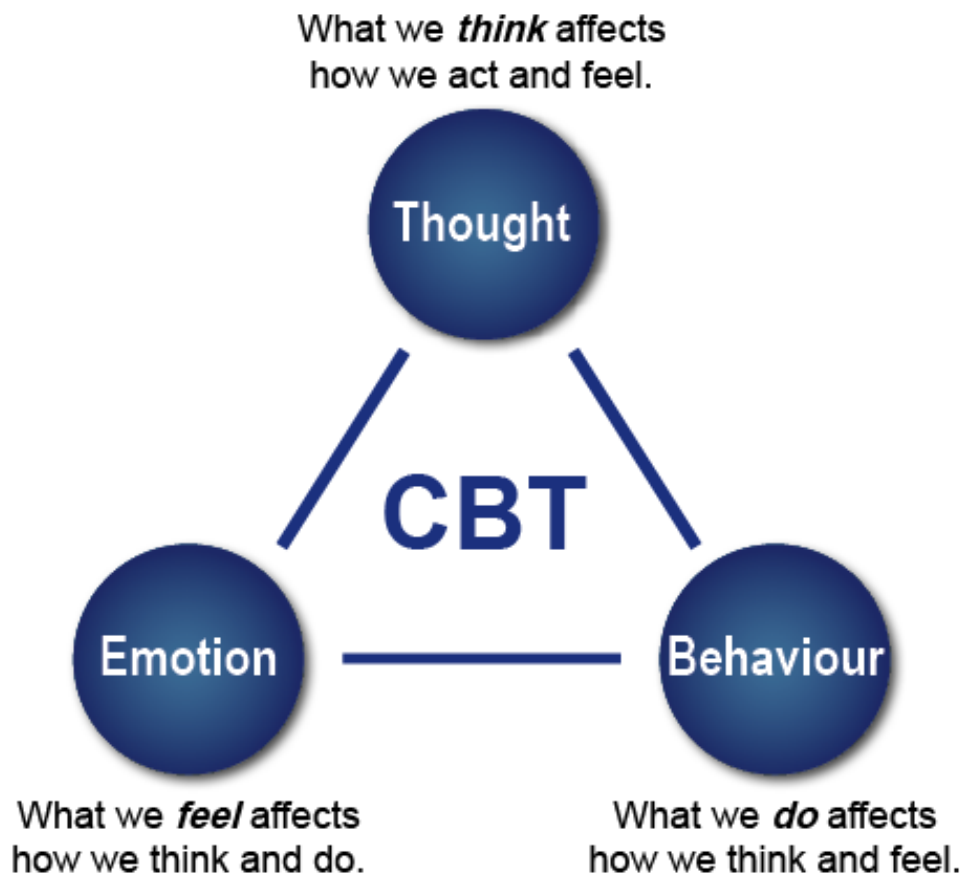 What we think affects
how we act and feel.
Thought
CBT
Emotion
Behaviour
What we feel affects
how we think and do.
What we do affects
how we think and feel.